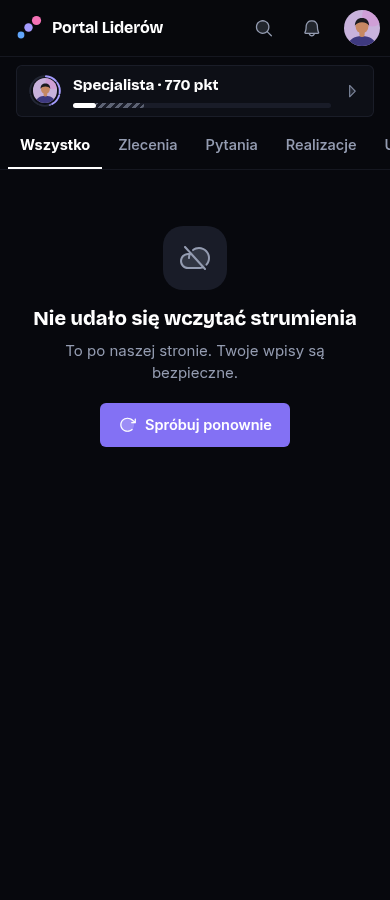 Portal Liderów
Specjalista · 770 pkt
Wszystko Zlecenia Pytania Realizacje
Nie udało się wczytać strumienia
To po naszej stronie. Twoje wpisy są
bezpieczne.
Spróbuj ponownie